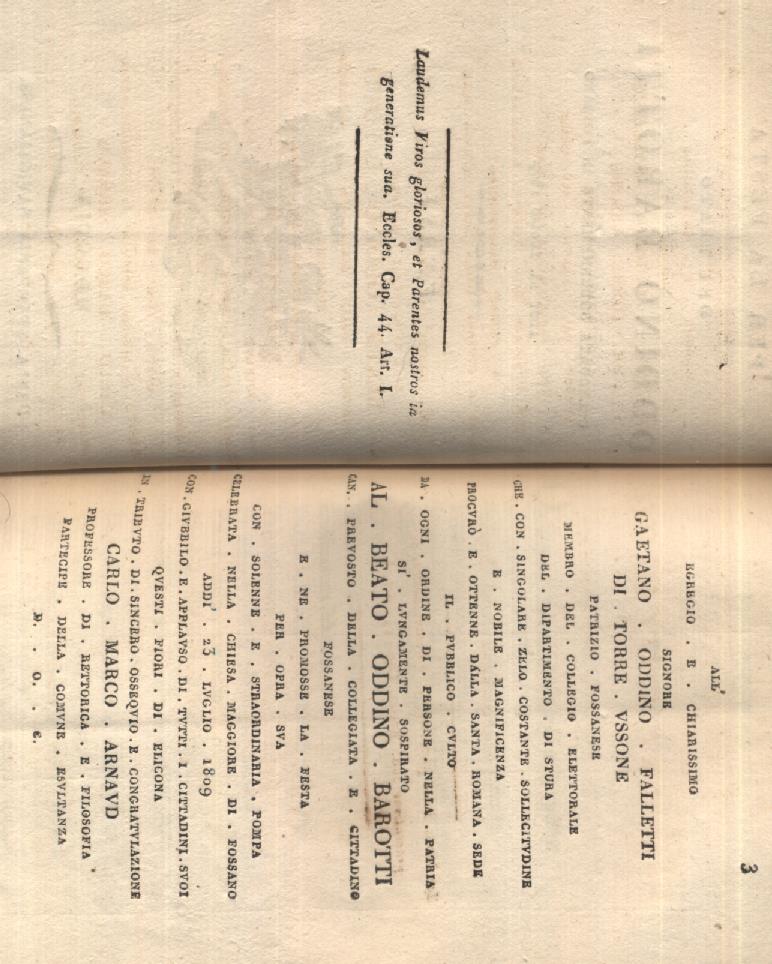 Laudemus Viros gloriosos, et Parentes nostros in
generatione sua. Eccles. Cap. 44. Art. I.
3
ALL'
EGREGIO . E . CHIARISSIMO
SIGNORE
GAETANO . ODDINO . FALLETTI
DI . TORRE . VSSONE
PATRIZIO . FOSSANESE
MEMBRO . DEL . COLLEGIO . ELETTORALE
DEL . DIPARTIMENTO . DI STURA
CHE . CON . SINGOLARE . ZELO . COSTANTE . SOLLECITVDINE
E . NOBILE . MAGNIFICENZA
PROCVRÒ . E . OTTENNE . DALLA . SANTA . ROMANA . SEDE
IL . PVBBLICO . CVLTO
DA . OGNI . ORDINE . DI . PERSONE . NELLA . PATRIA
SI' . LVNGAMENTE . SOSPIRATO
AL . BEATO . ODDINO . BAROTTI
CAN. . PREVOSTO . DELLA . COLLEGIATA . E . CITTADINO
FOSSANESE
E . NE . PROMOSSE . LA . FESTA
PER . OPRA . SVA
CON . SOLENNE . E . STRAORDINARIA . POMPA
CELEBRATA . NELLA . CHIESA . MAGGIORE . DI . FOSSANO
ADDI' . 23 . LVGLIO . 1809
CON . GIVBBILO . E . APPLAVSO . DI . TVTTI . I . CITTADINI . SVOI
QVESTI . FIORI . DI . ELICONA
IN . TRIBVTO . DI . SINCERO . OSSEQVIO . E . CONGRATVLAZIONE
CARLO . MARCO . ARNAVD
PROFESSORE . DI . RETTORICA . E . FILOSOFIA
PARTECIPE . DELLA . COMVNE . ESVLTANZA
D. . O. . C.